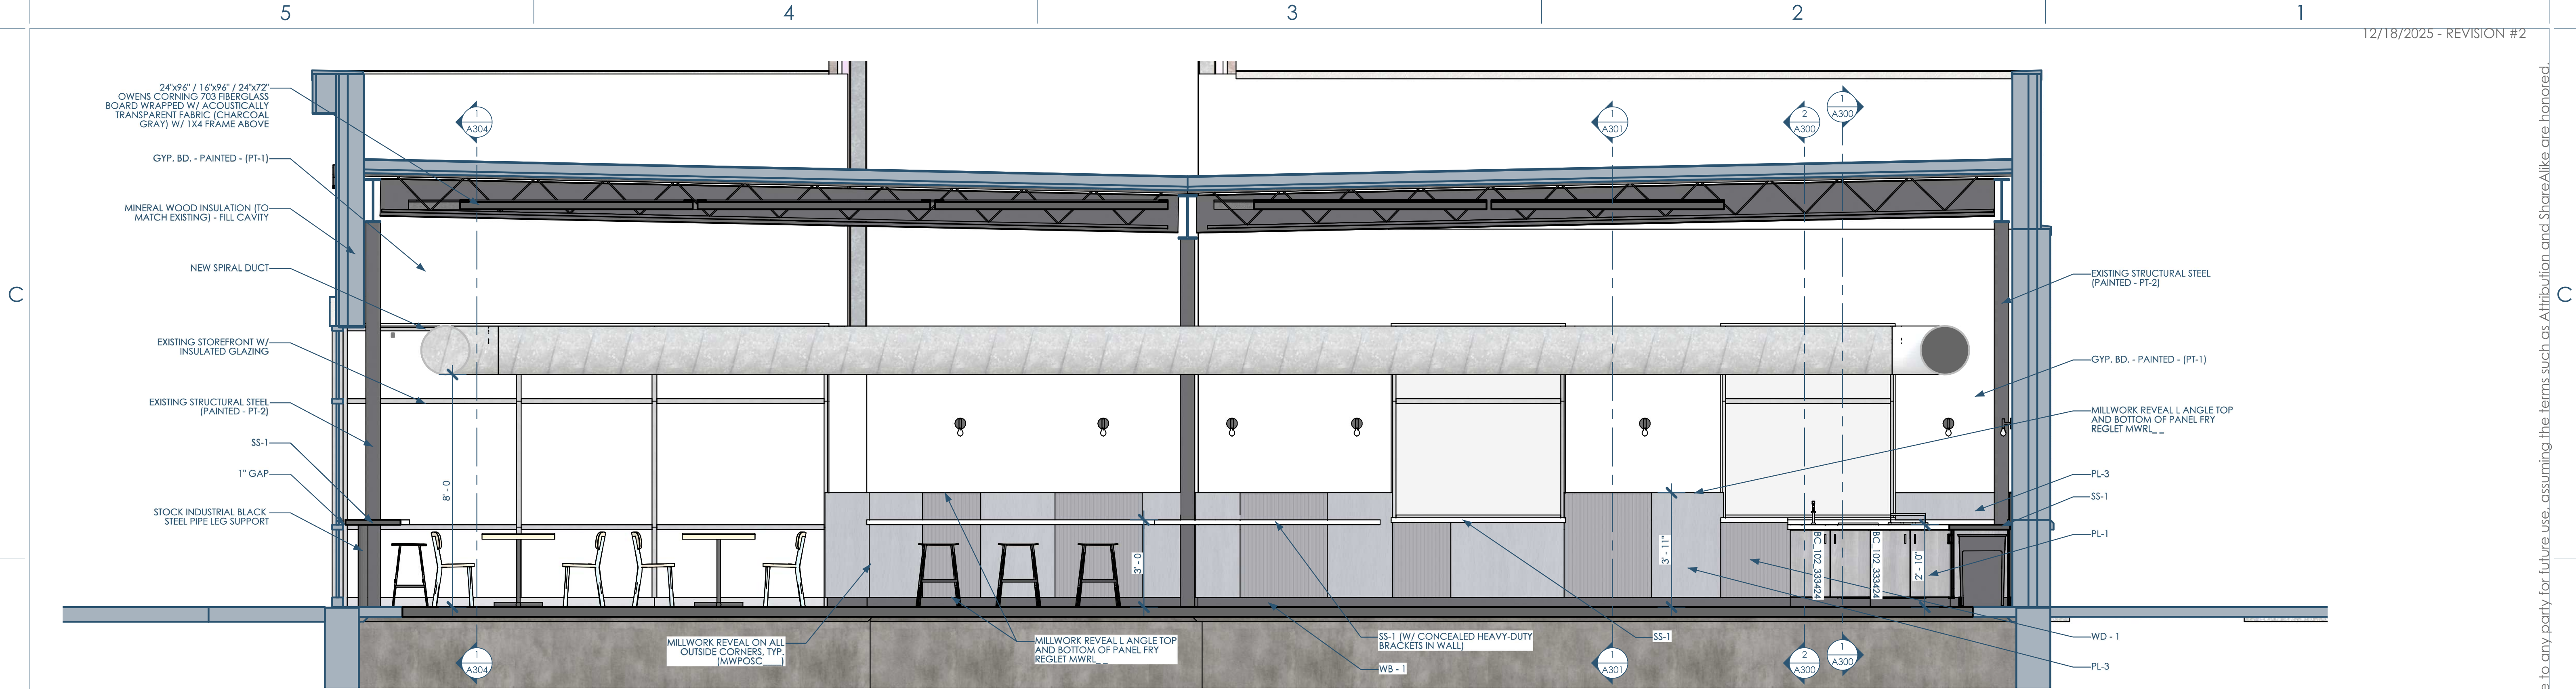 5
4
3
2
1
12/18/2025 - REVISION #2
C
C
24"x96" / 16"x96" / 24"x72"
OWENS CORNING 703 FIBERGLASS
BOARD WRAPPED W/ ACOUSTICALLY
TRANSPARENT FABRIC (CHARCOAL
GRAY) W/ 1X4 FRAME ABOVE
GYP. BD. - PAINTED - (PT-1)
MINERAL WOOD INSULATION (TO
MATCH EXISTING) - FILL CAVITY
NEW SPIRAL DUCT
EXISTING STOREFRONT W/
INSULATED GLAZING
EXISTING STRUCTURAL STEEL
(PAINTED - PT-2)
SS-1
1" GAP
STOCK INDUSTRIAL BLACK
STEEL PIPE LEG SUPPORT
1
A304
1
A301
2
A300
1
A300
8' - 0
3' - 0
3' - 11"
BC_102_333424
BC_102_333424
2' - 10"
EXISTING STRUCTURAL STEEL
(PAINTED - PT-2)
GYP. BD. - PAINTED - (PT-1)
MILLWORK REVEAL L ANGLE TOP
AND BOTTOM OF PANEL FRY
REGLET MWRL_ _
PL-3
SS-1
PL-1
WD - 1
PL-3
MILLWORK REVEAL ON ALL
OUTSIDE CORNERS, TYP.
(MWPOSC____)
MILLWORK REVEAL L ANGLE TOP
AND BOTTOM OF PANEL FRY
REGLET MWRL_ _
SS-1 (W/ CONCEALED HEAVY-DUTY
BRACKETS IN WALL)
WB - 1
SS-1
1
A304
1
A301
2
A300
1
A300
e to any party for future use, assuming the terms such as Attribution and ShareAlike are honored.